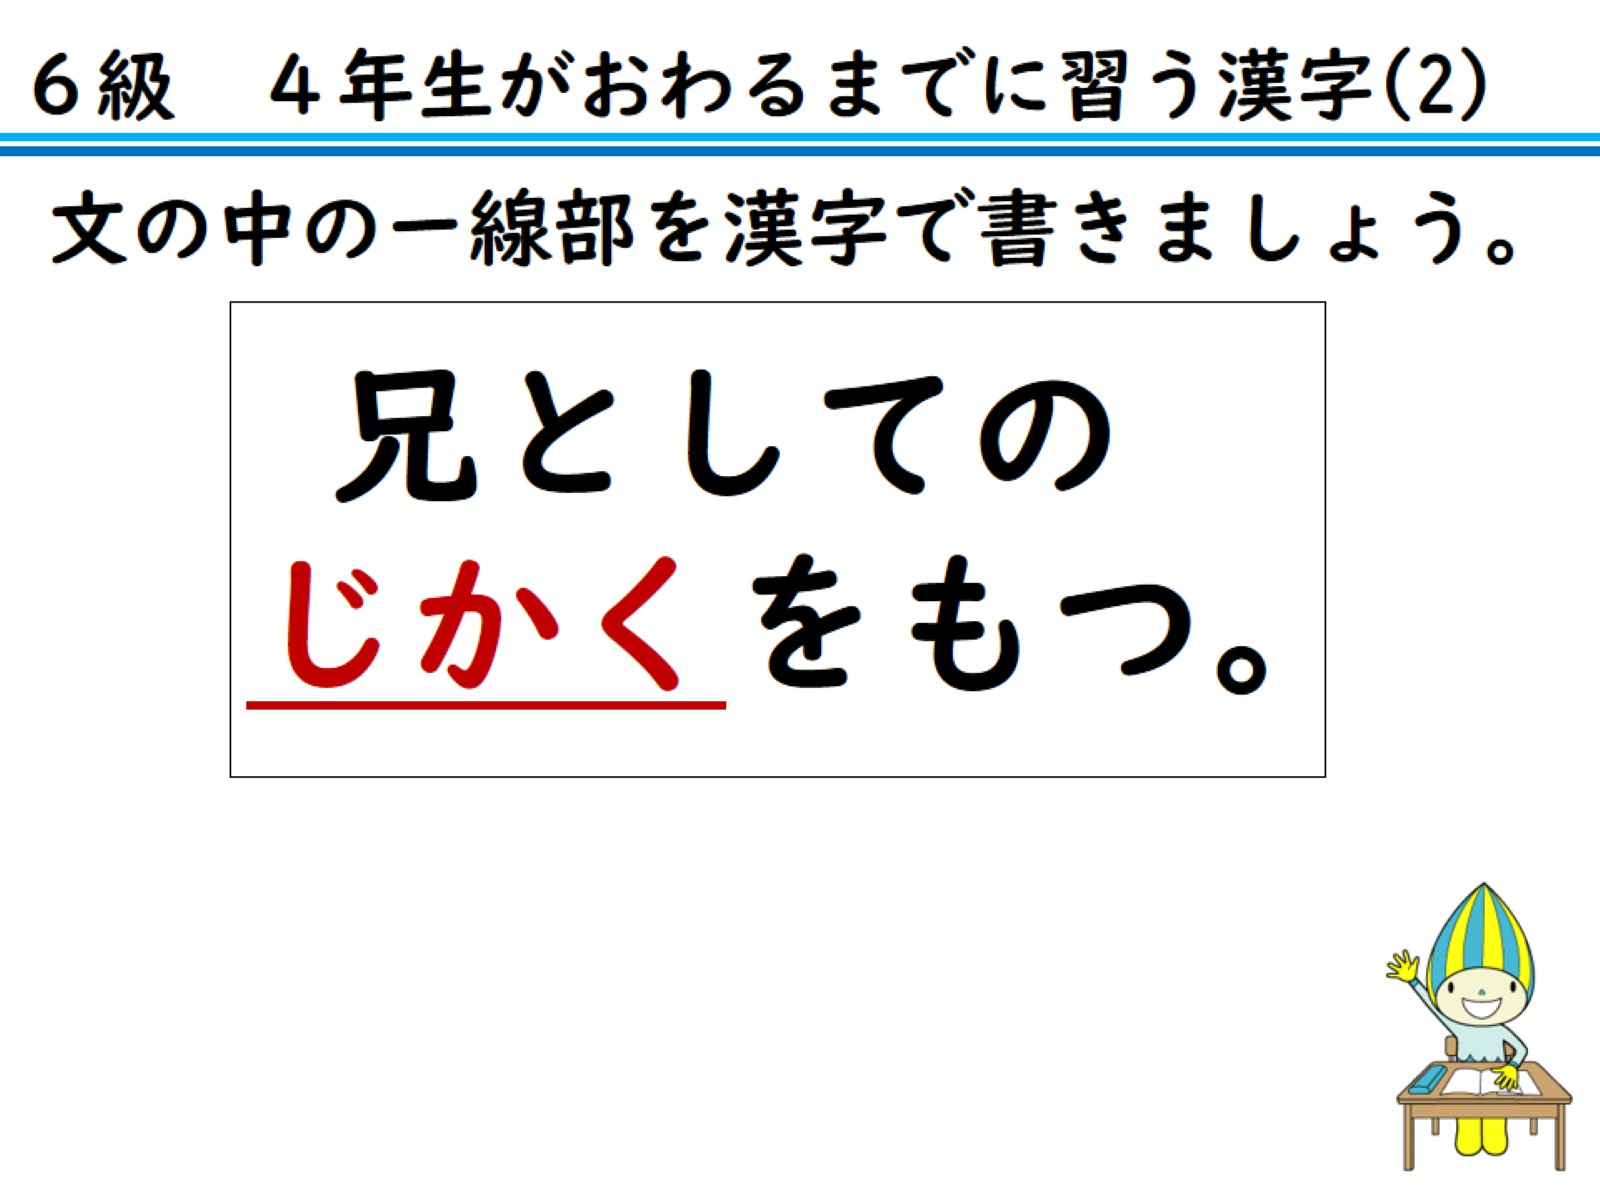 ６級　４年生がおわるまでに習う漢字(2)
文の中の一線部を漢字で書きましょう。
兄としての
じかくをもつ。